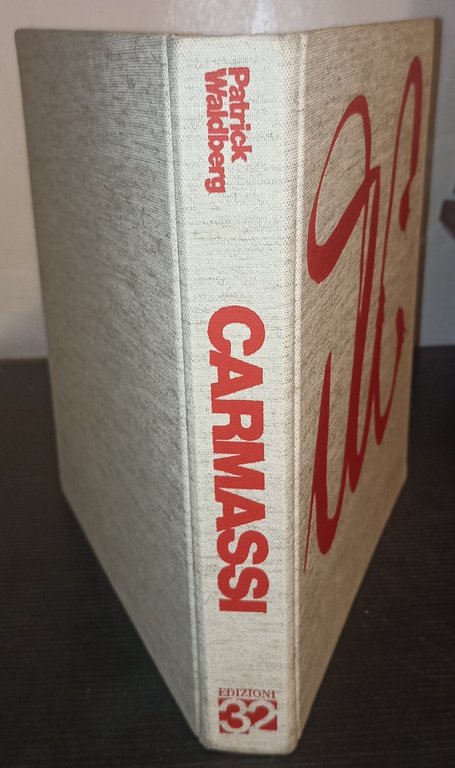 Patrick
Waldberg
CARMASSI
EDIZIONI
32